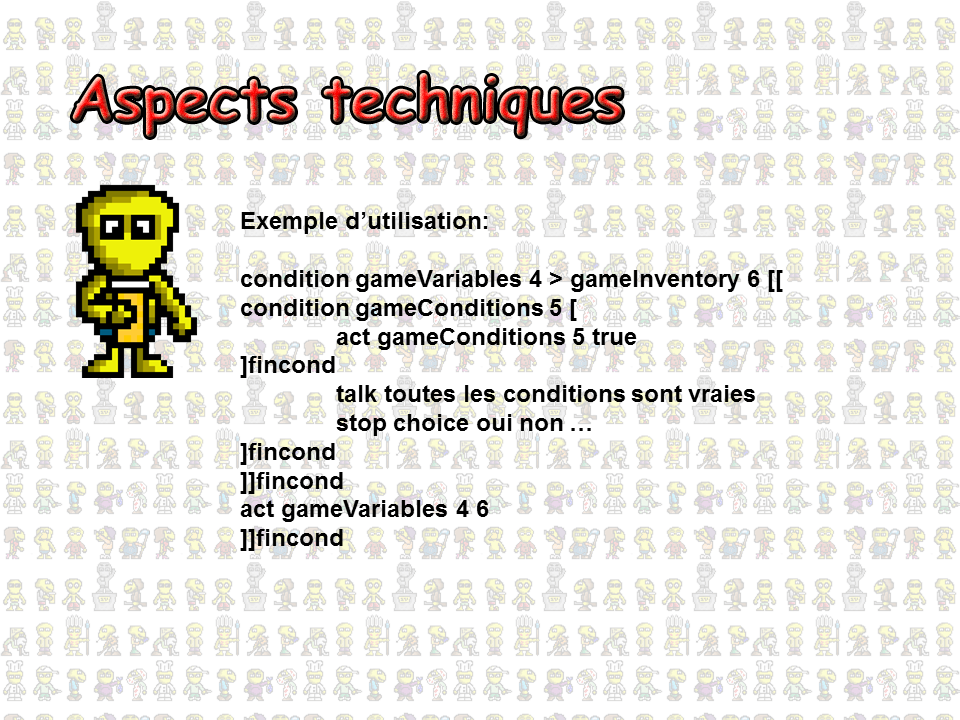 Aspects techniques
Exemple d’utilisation:
condition gameVariables 4 > gameInventory 6 [[
condition gameConditions 5 [
act gameConditions 5 true
]fincond
talk toutes les conditions sont vraies
stop choice oui non …
]fincond
]]fincond
act gameVariables 4 6
]]fincond